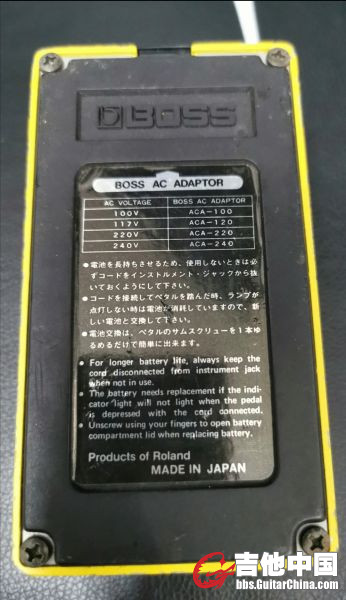 BOSS
BOSS AC ADAPTOR
AC VOLTAGE BOSS AC ADAPTOR
100V ACA-100
117V ACA-120
220V ACA-220
240V ACA-240
●電池を長持ちさせるため、使用しないときは必
ずコードをインストルメント・ジャックから抜
いておくようにして下さい。
●コードを接続してペタルを踏んだ時、ランプが
点灯しない時は電池が消耗していますので、新
しい電池と交換して下さい。
●電池交換は、ペタルのサムスクリューを1本ゆ
るめるだけで簡単に出来ます。
● For longer battery life, always keep the
cord disconnected from instrument jack
when not in use.
● The battery needs replacement if the indi-
cator light will not light when the pedal
is depressed with the cord connected.
● Unscrew using your fingers to open battery
compartment lid when replacing battery.
Products of Roland
MADE IN JAPAN
吉他中国
bbs.GuitarChina.com